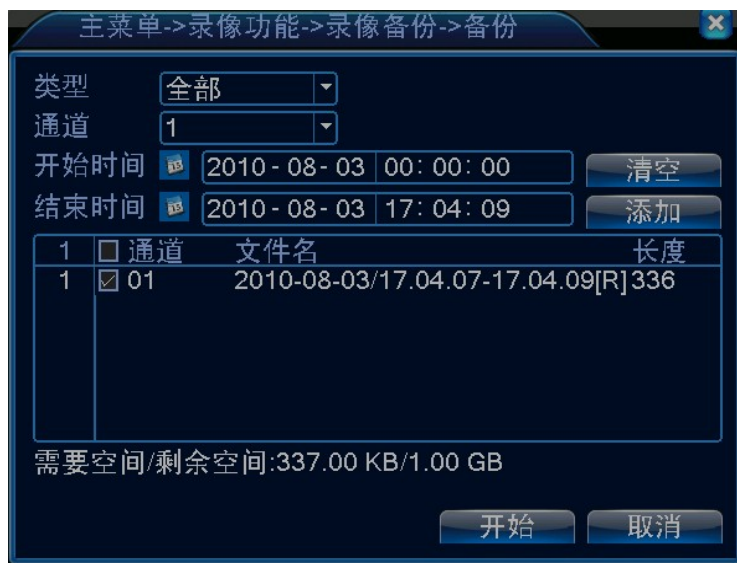 主菜单->录像功能->录像备份->备份
类型 全部
通道 1
开始时间 2010-08-03 00:00:00 清空
结束时间 2010-08-03 17:04:09 添加
1 通道 文件名 长度
1 01 2010-08-03/17.04.07-17.04.09[R] 336
需要空间/剩余空间:337.00 KB/1.00 GB
开始 取消